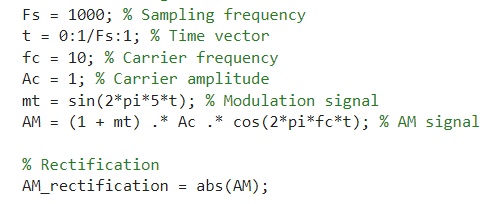 Fs = 1000; % Sampling frequency
t = 0:1/Fs:1; % Time vector
fc = 10; % Carrier frequency
Ac = 1; % Carrier amplitude
mt = sin(2*pi*5*t); % Modulation signal
AM = (1 + mt) .* Ac .* cos(2*pi*fc*t); % AM signal
% Rectification
AM_rectification = abs(AM);